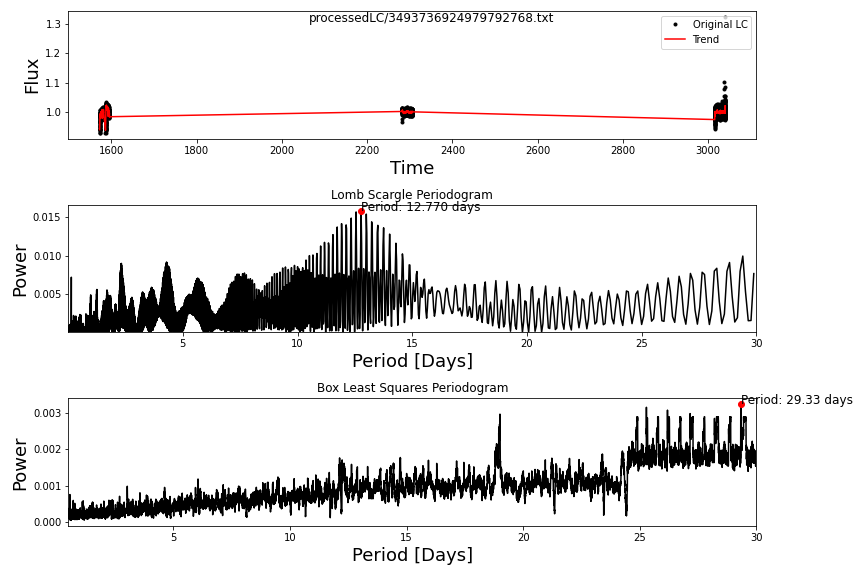 processedLC/3493736924979792768.txt
Original LC
Trend
Flux
1.3
1.2
1.1
1.0
1600 1800 2000 2200 2400 2600 2800 3000
Time
Lomb Scargle Periodogram
Period: 12.770 days
Power
0.015
0.010
0.005
5 10 15 20 25 30
Period [Days]
Box Least Squares Periodogram
Period: 29.33 days
Power
0.003
0.002
0.001
0.000
5 10 15 20 25 30
Period [Days]